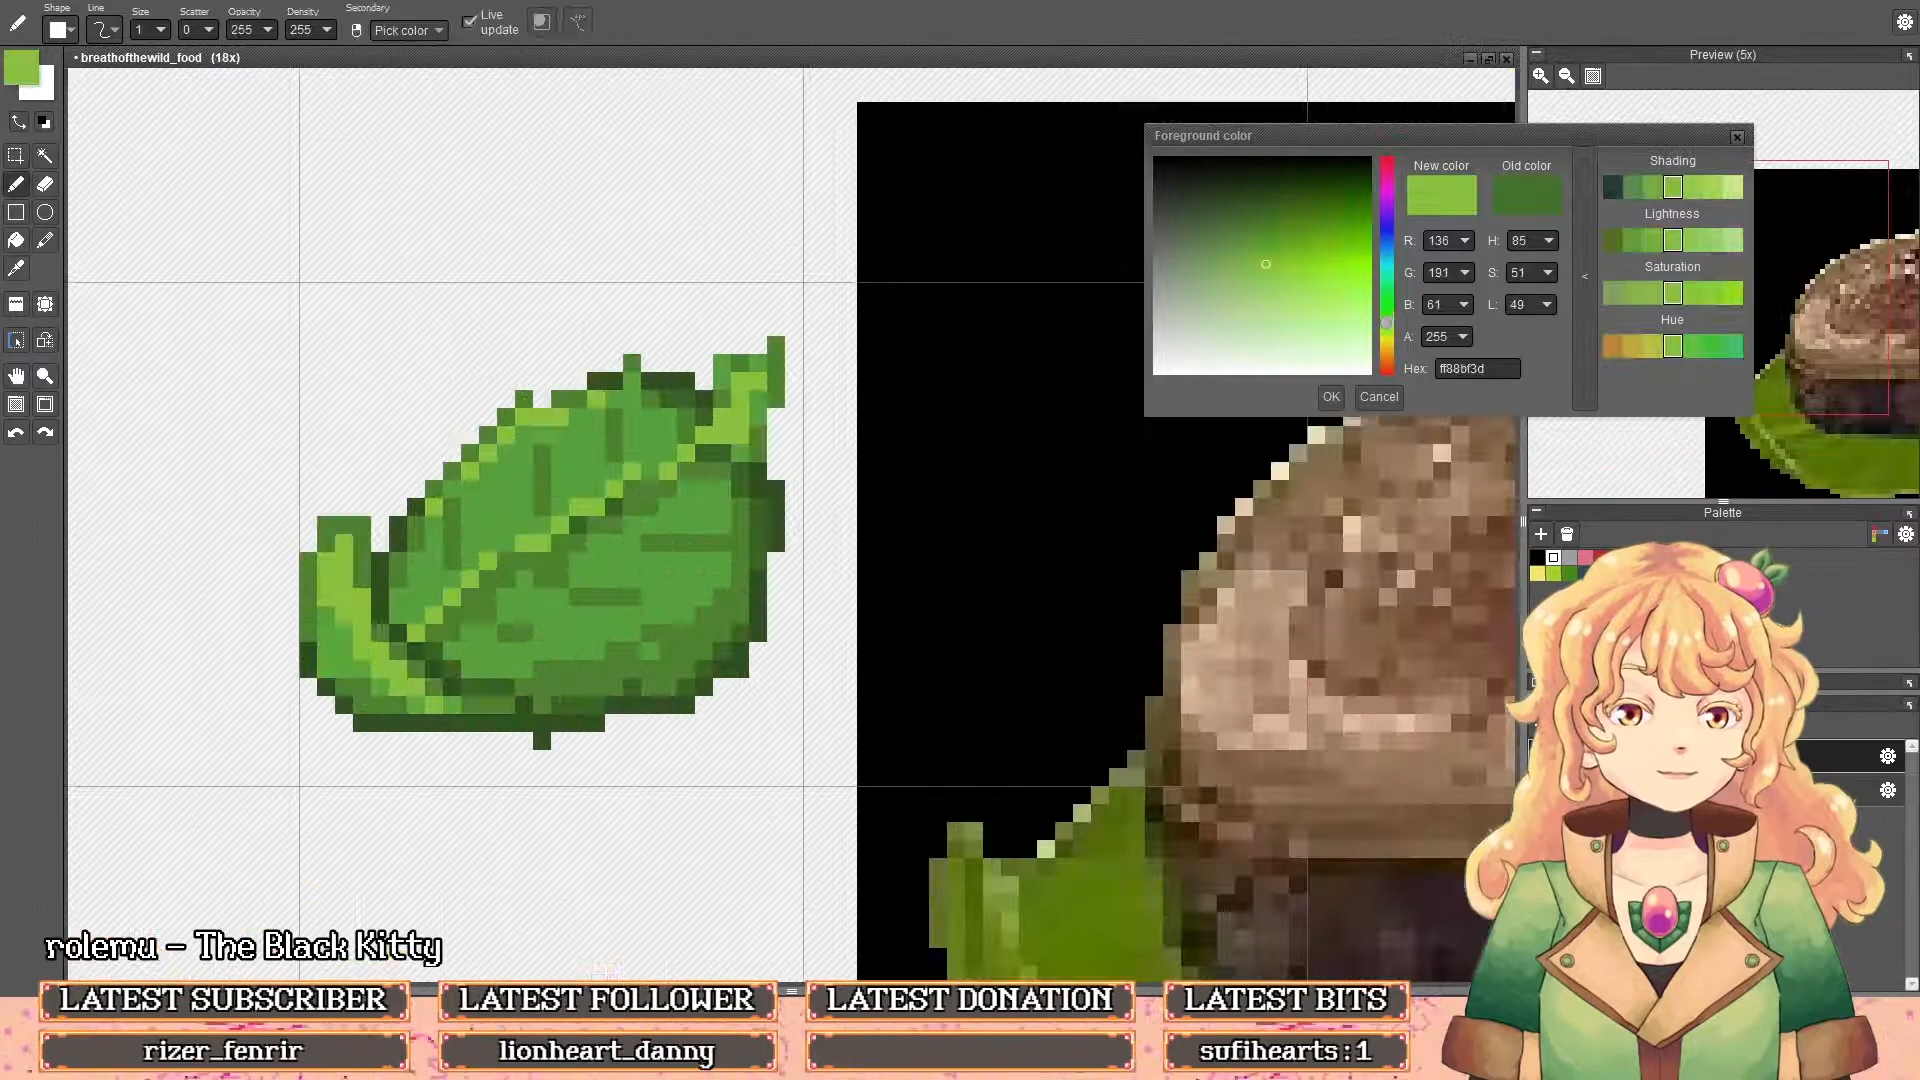 Shape
Line
Size
Scatter
Opacity
Density
Secondary
1
0
255
255
Pick color
Live update
• breathofthewild_food (18x)
Preview (5x)
Foreground color
New color
Old color
R: 136
H: 85
G: 191
S: 51
B: 61
L: 49
A: 255
Hex: ff88bf3d
OK
Cancel
<
Shading
Lightness
Saturation
Hue
Palette
rolemu - The Black Kitty
LATEST SUBSCRIBER
LATEST FOLLOWER
LATEST DONATION
LATEST BITS
rizer_fenrir
lionheart_danny
sufihearts:1